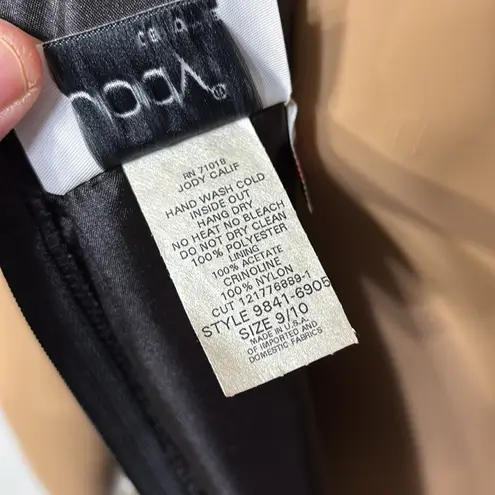 RN 71018
JODY CALIF
HAND WASH COLD
INSIDE OUT
HANG DRY
NO HEAT NO BLEACH
DO NOT DRY CLEAN
100% POLYESTER
LINING
100% ACETATE
CRINOLINE
100% NYLON
CUT 121776889-1
STYLE 9841-6905
SIZE 9/10
MADE IN U.S.A.
OF IMPORTED AND
DOMESTIC FABRICS